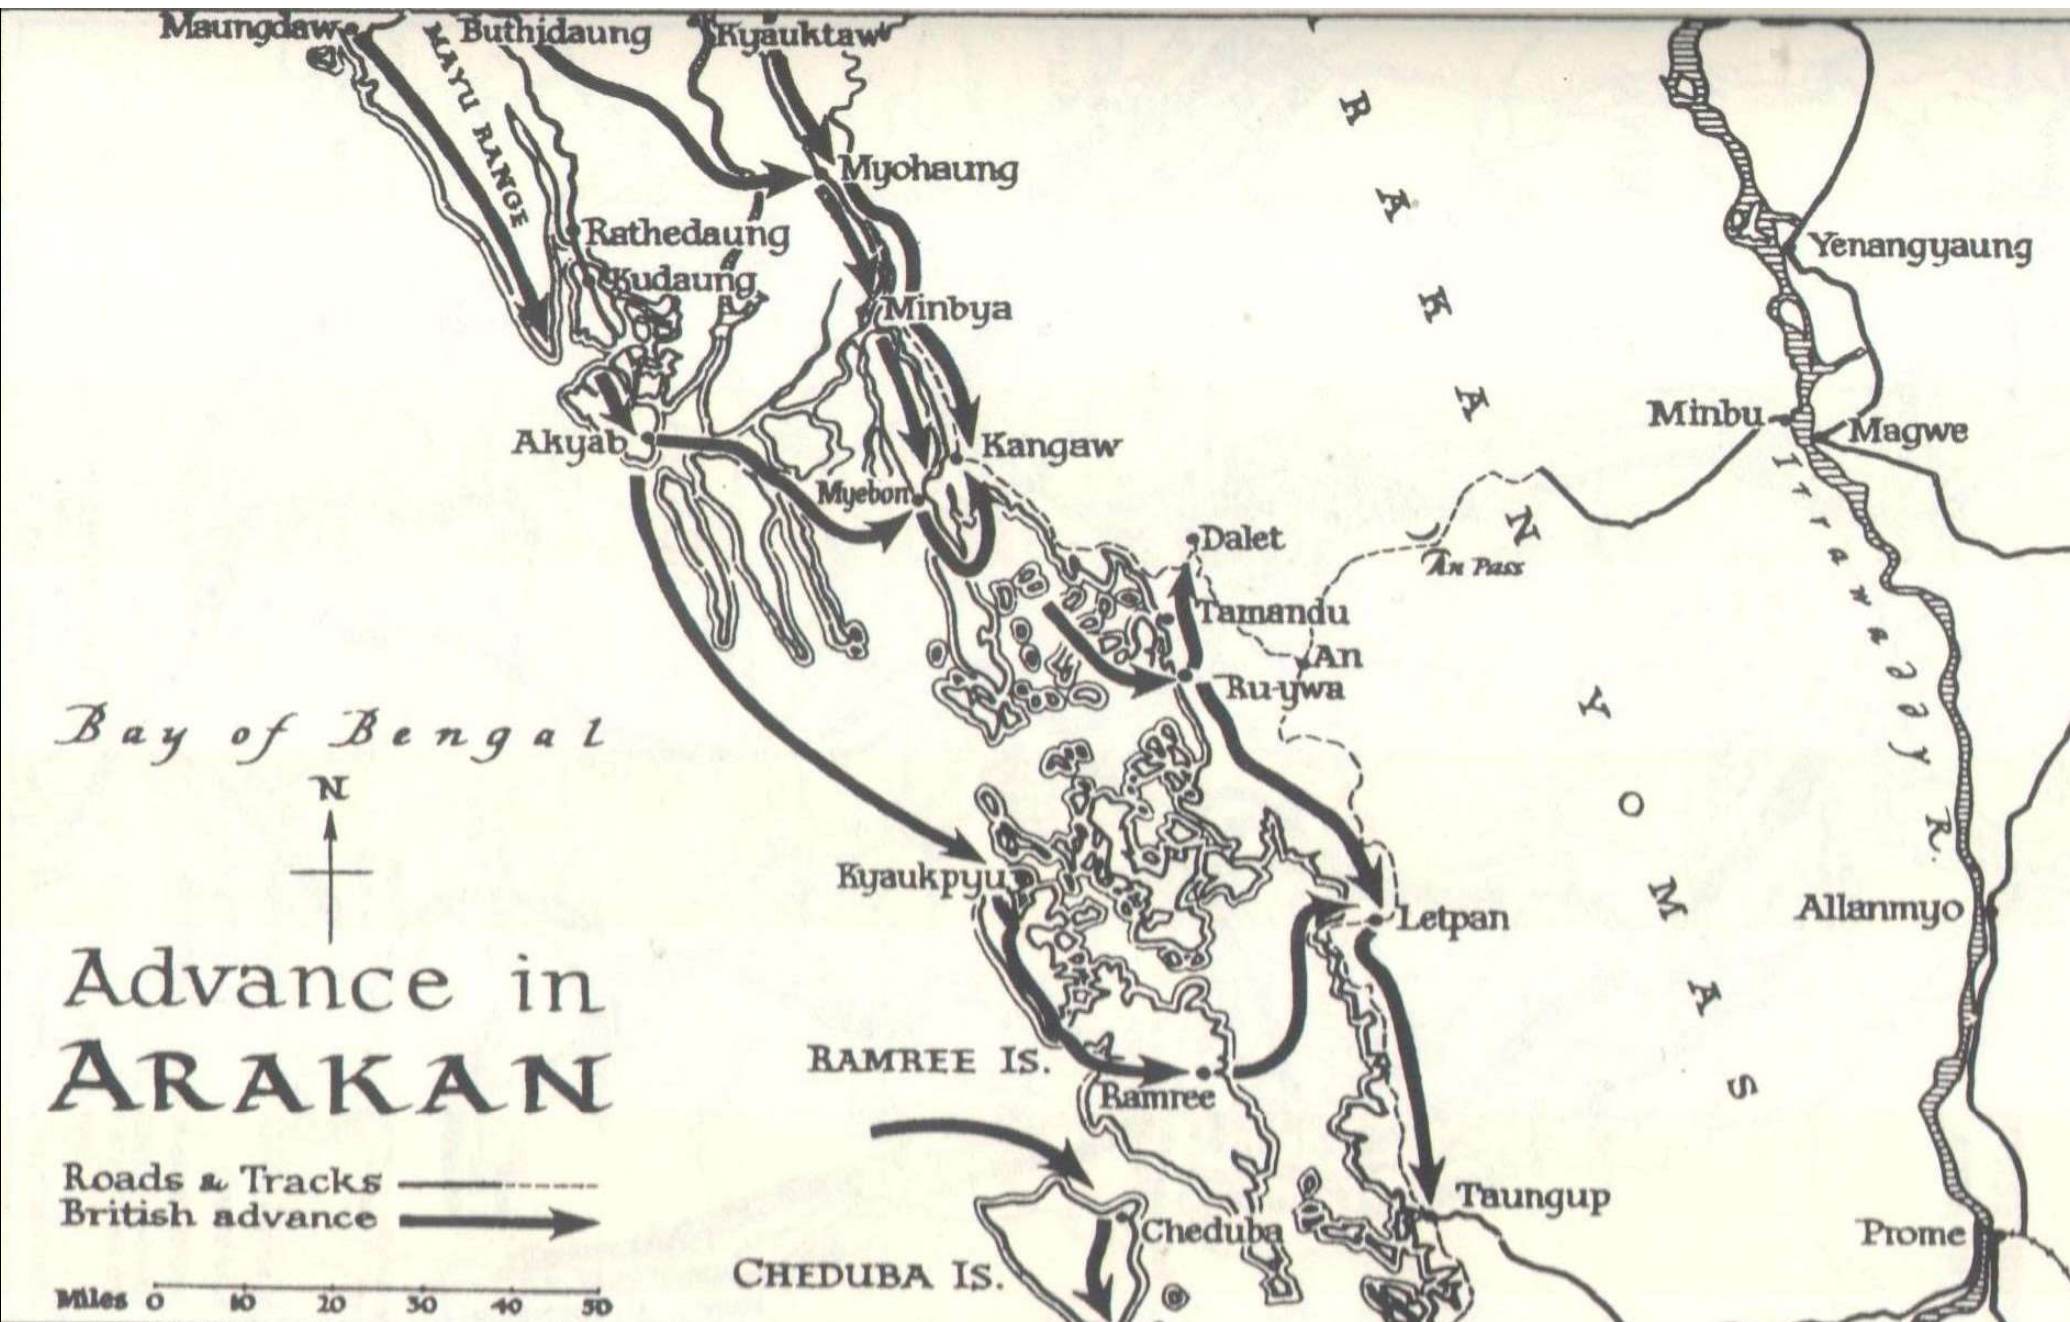 Maungdaw
Buthidaung
Kyauktaw
MAYU RANGE
Myohaung
Rathedaung
Kudaung
Minbya
Yenangyaung
ARAKAN YOMAS
Minbu
Magwe
Akyab
Kangaw
Myebon
Irrawaddy R.
Dalet
An Pass
Tamandu
An
Ru-ywa
Bay of Bengal
N
Kyaukpyu
Letpan
Allanmyo
Advance in
ARAKAN
RAMREE IS.
Ramree
Roads & Tracks
British advance
Taungup
Cheduba
Prome
CHEDUBA IS.
Miles 0 10 20 30 40 50